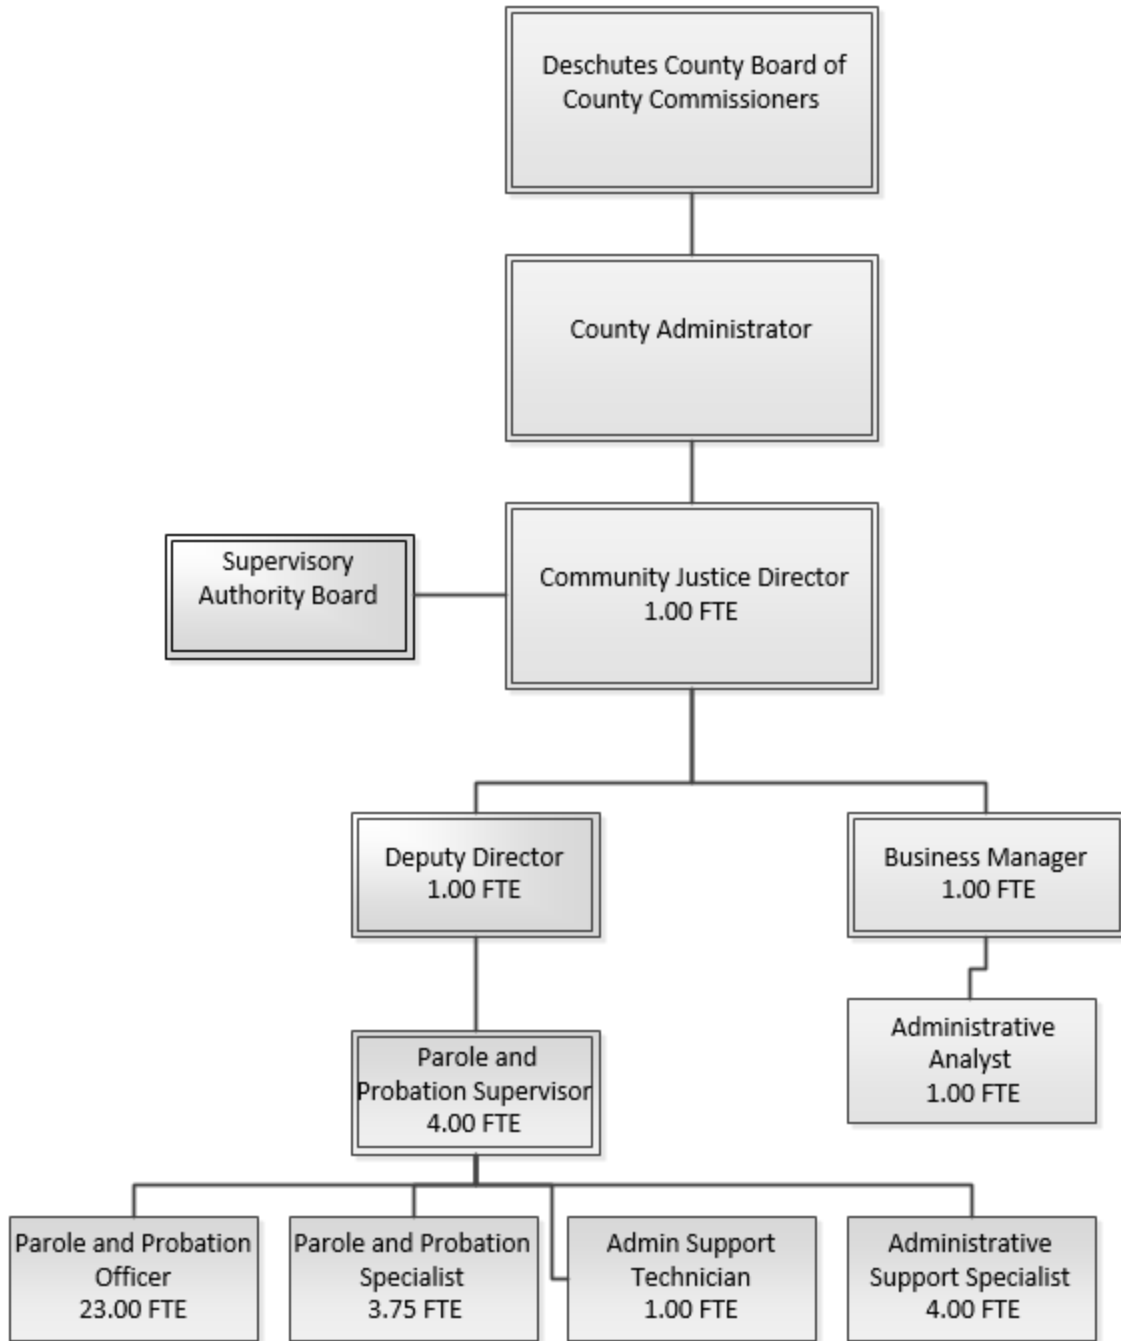 Deschutes County Board of
County Commissioners
County Administrator
Supervisory
Authority Board
Community Justice Director
1.00 FTE
Deputy Director
1.00 FTE
Business Manager
1.00 FTE
Parole and
Probation Supervisor
4.00 FTE
Administrative
Analyst
1.00 FTE
Parole and Probation
Officer
23.00 FTE
Parole and Probation
Specialist
3.75 FTE
Admin Support
Technician
1.00 FTE
Administrative
Support Specialist
4.00 FTE